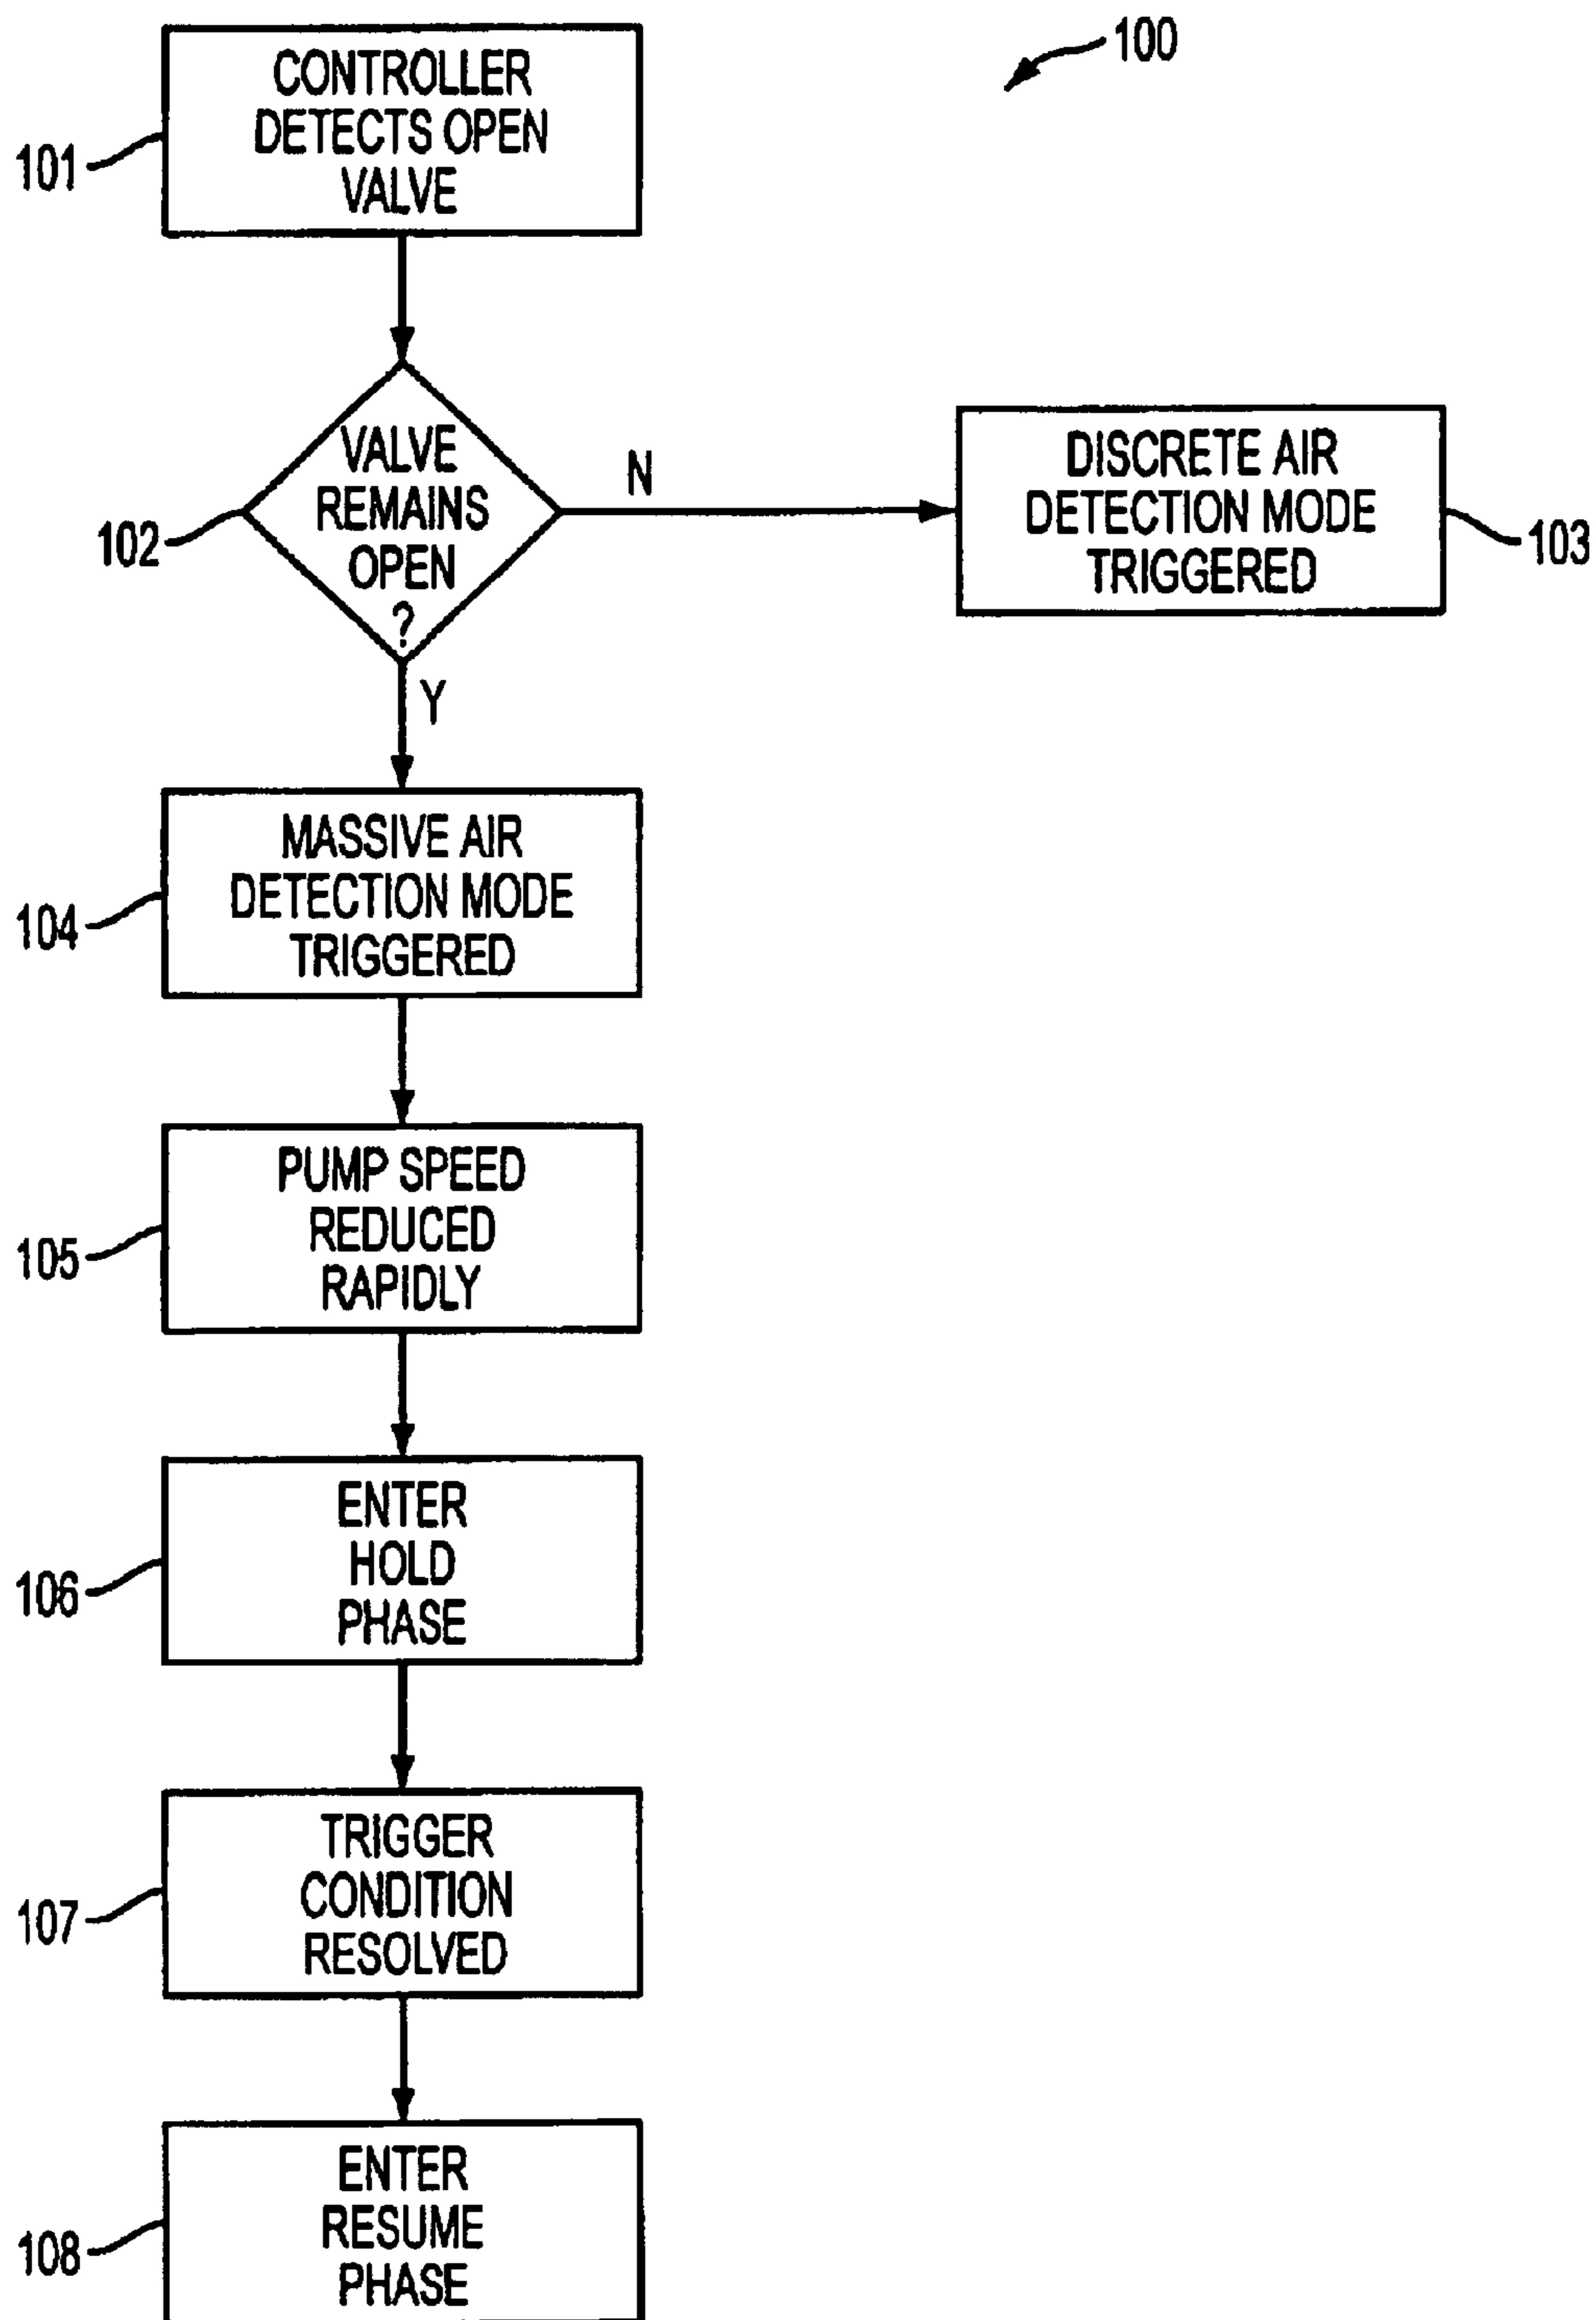 100
CONTROLLER
DETECTS OPEN
VALVE
101
VALVE
REMAINS
OPEN
?
102
N
DISCRETE AIR
DETECTION MODE
TRIGGERED
103
Y
MASSIVE AIR
DETECTION MODE
TRIGGERED
104
PUMP SPEED
REDUCED
RAPIDLY
105
ENTER
HOLD
PHASE
106
TRIGGER
CONDITION
RESOLVED
107
ENTER
RESUME
PHASE
108